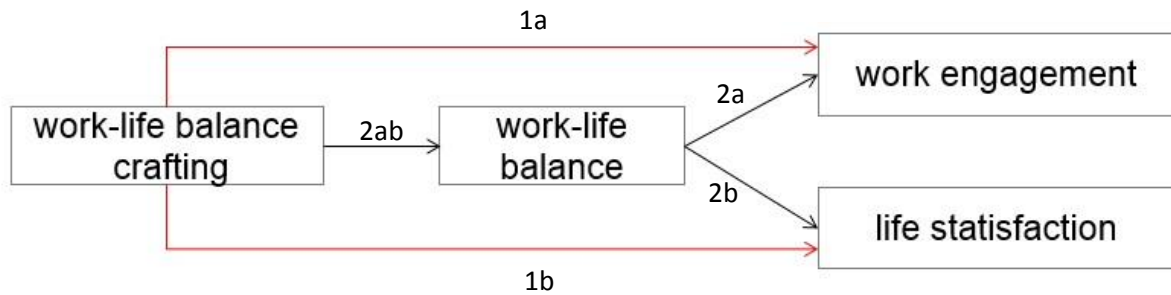 1a
work engagement
2a
work-life balance
crafting
2ab
work-life
balance
2b
life statisfaction
1b